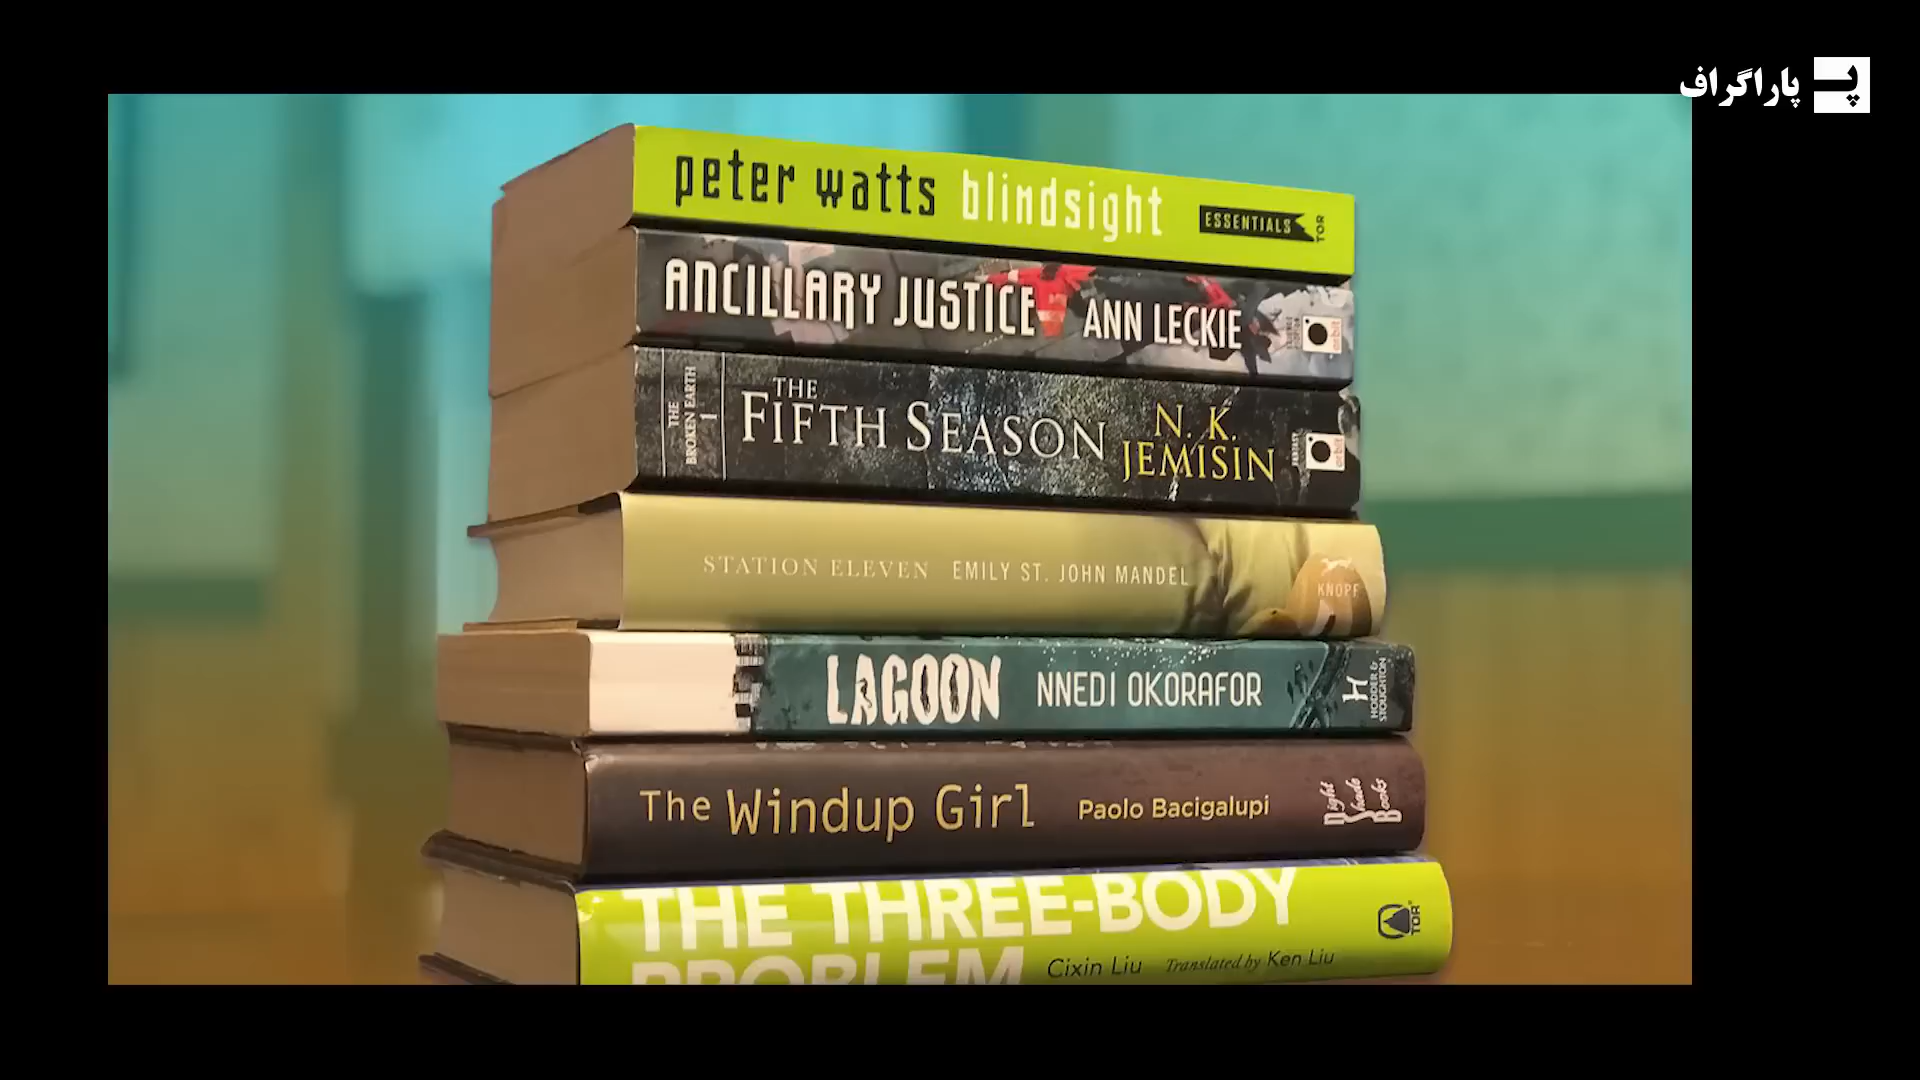 پاراگراف
peter watts blindsight ESSENTIALS TOR
ANCILLARY JUSTICE ANN LECKIE orbit
THE BROKEN EARTH 1 THE FIFTH SEASON N. K. JEMISIN FANTASY orbit
STATION ELEVEN EMILY ST. JOHN MANDEL KNOPF
LAGOON NNEDI OKORAFOR H HODDER & STOUGHTON
The Windup Girl Paolo Bacigalupi Night Shade Books
THE THREE-BODY
PROBLEM Cixin Liu Translated by Ken Liu TOR